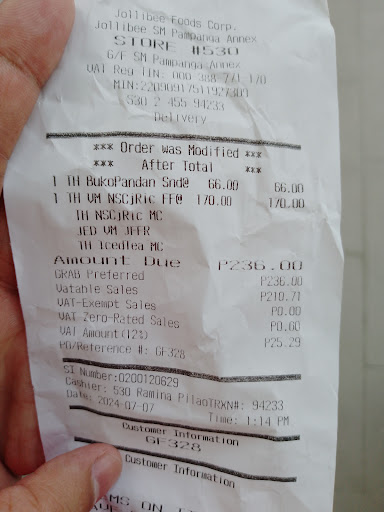 Jollibee Foods Corp.
Jollibee SM Pampanga Annex
STORE #530
G/F SM Pampanga Annex
VAT Reg TIN: 000 388 771 170
MIN:22090917511927303
530 2 455 94233
Delivery
*** Order was Modified ***
*** After Total ***
1 TH BukoPandan Snd@ 66.00 66.00
1 TH VM NSCjRic FF@ 170.00 170.00
TH NSCjRic MC
JED VM JFFR
TH IcedTea MC
Amount Due P236.00
GRAB Preferred P236.00
Vatable Sales P210.71
VAT-Exempt Sales P0.00
VAT Zero-Rated Sales P0.00
VAT Amount(12%) P25.29
PO/Reference #: GF328
SI Number:0200120629
Cashier: 530 Ramina PilaoTRXN#: 94233
Date: 2024-07-07 Time: 1:14 PM
Customer Information
GF328
Customer Information